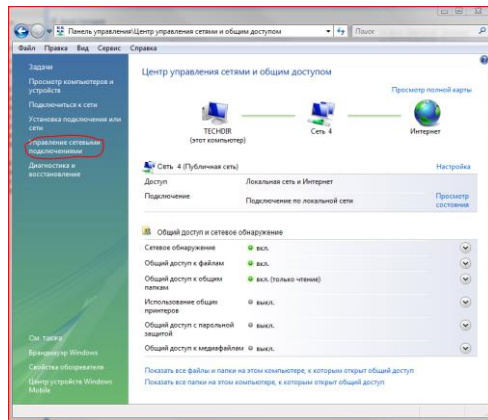 Панель управления\Центр управления сетями и общим доступом
Поиск
Файл Правка Вид Сервис Справка
Задачи
Просмотр компьютеров и
устройств
Подключиться к сети
Установка подключения или
сети
Управление сетевыми
подключениями
Диагностика и
восстановление
См. также
Брандмауэр Windows
Свойства обозревателя
Центр устройств Windows
Mobile
Центр управления сетями и общим доступом
Просмотр полной карты
TECHDIR
(этот компьютер)
Сеть 4
Интернет
Сеть 4 (Публичная сеть)
Настройка
Доступ
Локальная сеть и Интернет
Подключение
Подключение по локальной сети
Просмотр
состояния
Общий доступ и сетевое обнаружение
Сетевое обнаружение
вкл.
Общий доступ к файлам
вкл.
Общий доступ к общим
папкам
вкл. (только чтение)
Использование общих
принтеров
выкл.
Общий доступ с парольной
защитой
выкл.
Общий доступ к медиафайлам
выкл.
Показать все файлы и папки на этом компьютере, к которым открыт общий доступ
Показать все папки на этом компьютере, к которым открыт общий доступ